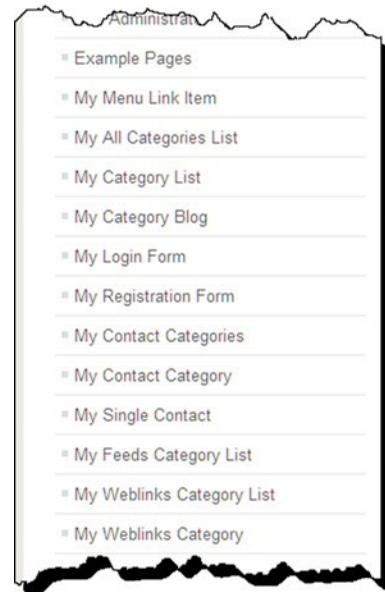 Administrat
Example Pages
My Menu Link Item
My All Categories List
My Category List
My Category Blog
My Login Form
My Registration Form
My Contact Categories
My Contact Category
My Single Contact
My Feeds Category List
My Weblinks Category List
My Weblinks Category